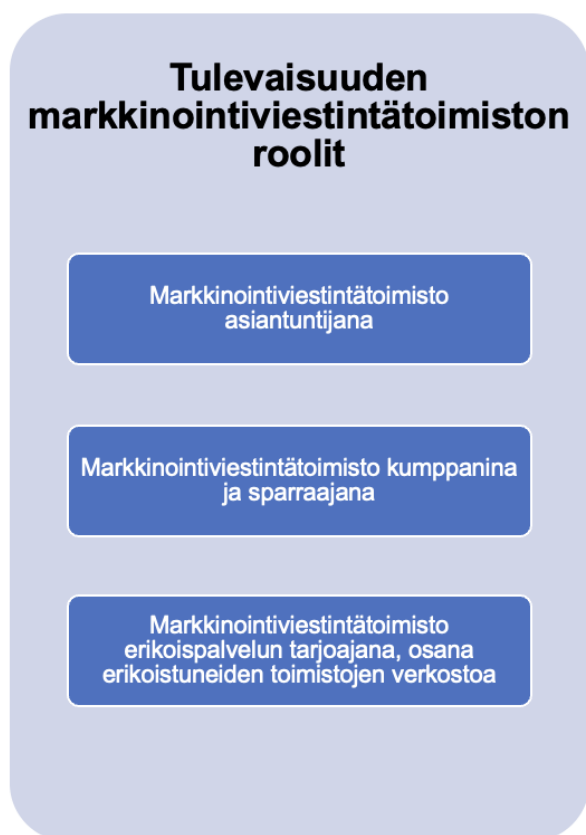 Tulevaisuuden
markkinointiviestintätoimiston
roolit
Markkinointiviestintätoimisto
asiantuntijana
Markkinointiviestintätoimisto kumppanina
ja sparraajana
Markkinointiviestintätoimisto
erikoispalvelun tarjoajana, osana
erikoistuneiden toimistojen verkostoa